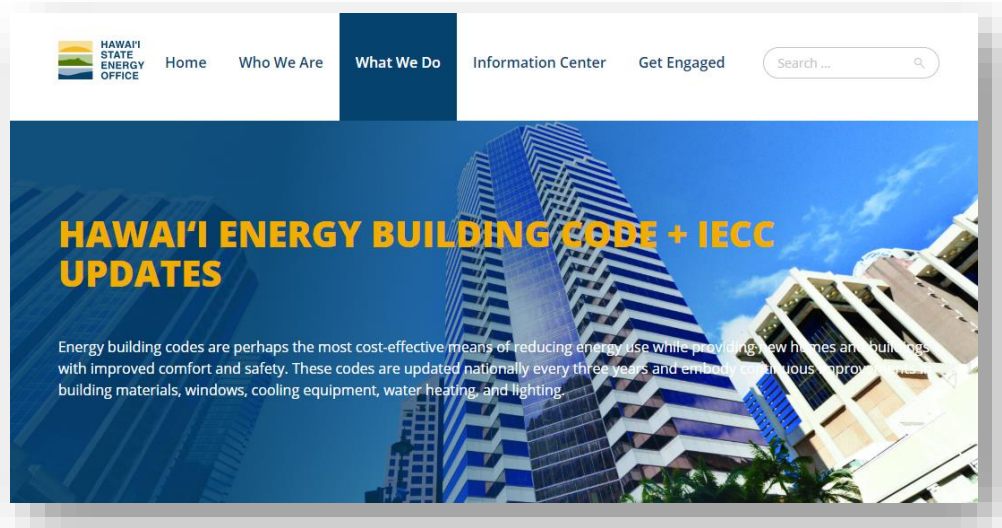 HAWAI'I
STATE
ENERGY
OFFICE
Home
Who We Are
What We Do
Information Center
Get Engaged
Search ...
HAWAI‘I ENERGY BUILDING CODE + IECC
UPDATES
Energy building codes are perhaps the most cost-effective means of reducing energy use while providing new homes and buildings
with improved comfort and safety. These codes are updated nationally every three years and embody continuous improvements
building materials, windows, cooling equipment, water heating, and lighting.